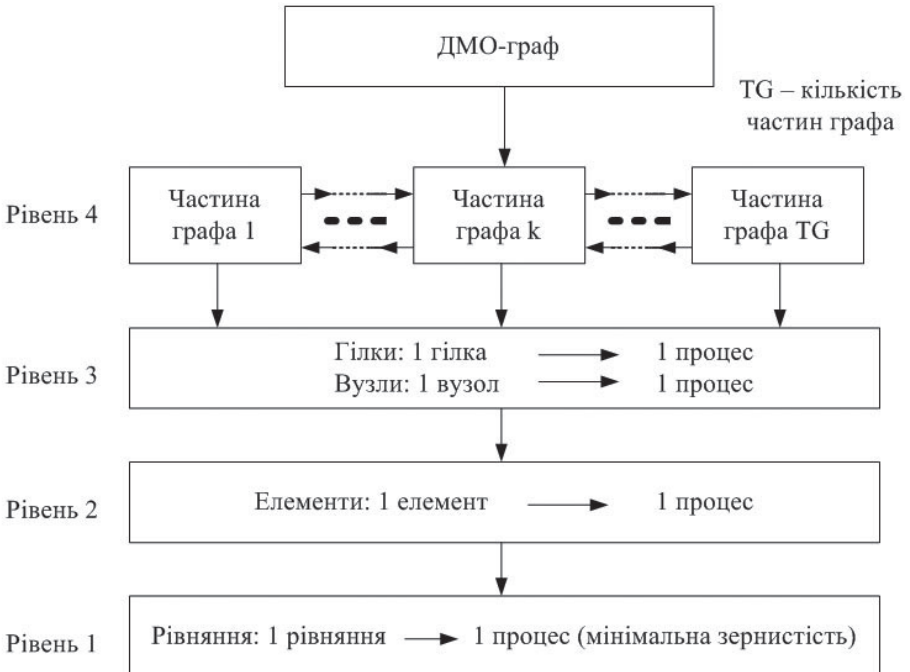 ДМО-граф
TG – кількість
частин графа
Рівень 4
Частина
графа 1
Частина
графа k
Частина
графа TG
Рівень 3
Гілки: 1 гілка 1 процес
Вузли: 1 вузол 1 процес
Рівень 2
Елементи: 1 елемент 1 процес
Рівень 1
Рівняння: 1 рівняння 1 процес (мінімальна зернистість)